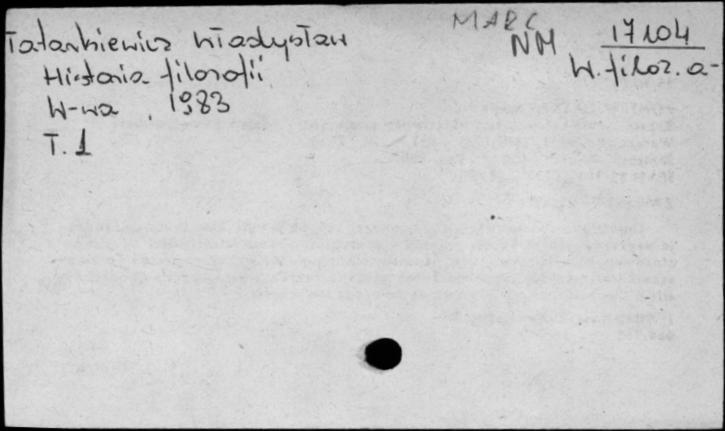 Tatarkiewicz Władysław
Historia filozofii
W-wa, 1983
T. 1
MARC
NM
17104
W. filoz. a-